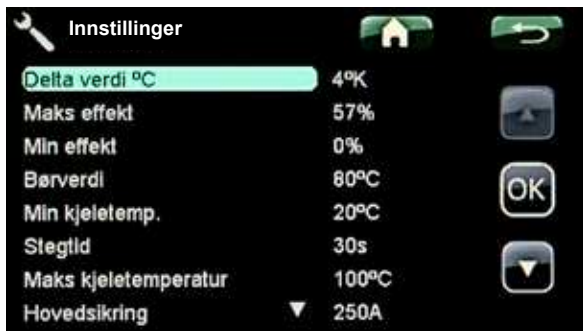 Innstillinger
Delta verdi ºC 4ºK
Maks effekt 57%
Min effekt 0%
Børverdi 80ºC
Min kjeletemp. 20ºC
Stegtid 30s
Maks kjeletemperatur 100ºC
Hovedsikring 250A
OK